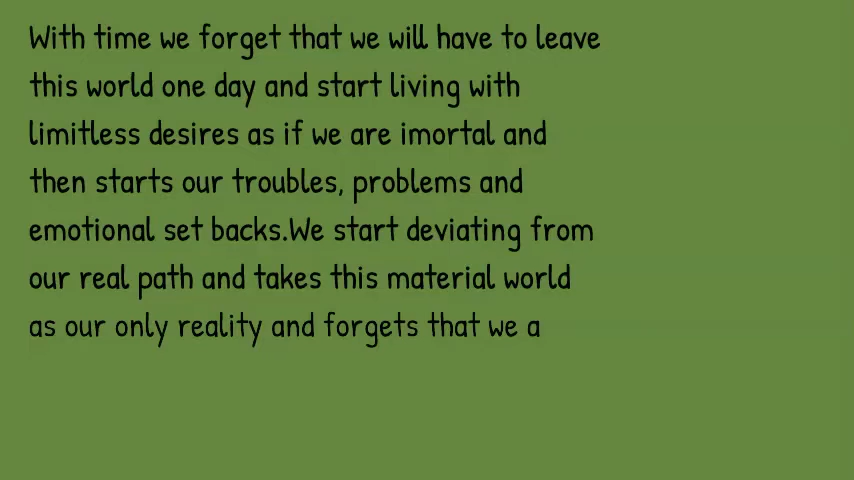 With time we forget that we will have to leave
this world one day and start living with
limitless desires as if we are imortal and
then starts our troubles, problems and
emotional set backs.We start deviating from
our real path and takes this material world
as our only reality and forgets that we a